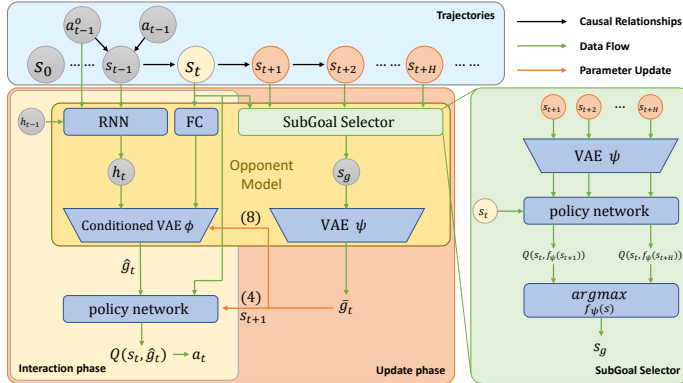 Trajectories
a^o_{t-1}
a_{t-1}
s_0 ...... s_{t-1} s_t s_{t+1} s_{t+2} ...... s_{t+H} ... ...
Causal Relationships
Data Flow
Parameter Update
h_{t-1}
RNN
FC
SubGoal Selector
h_t
Opponent
Model
s_g
Conditioned VAE ϕ
(8)
VAE ψ
ĝ_t
(4)
policy network
s_{t+1}
ḡ_t
Q(s_t, ĝ_t)
a_t
Interaction phase
Update phase
s_{t+1} s_{t+2} ... s_{t+H}
VAE ψ
s_t
policy network
Q(s_t, f_ψ(s_{t+1})) Q(s_t, f_ψ(s_{t+H}))
argmax
f_ψ(s)
s_g
SubGoal Selector